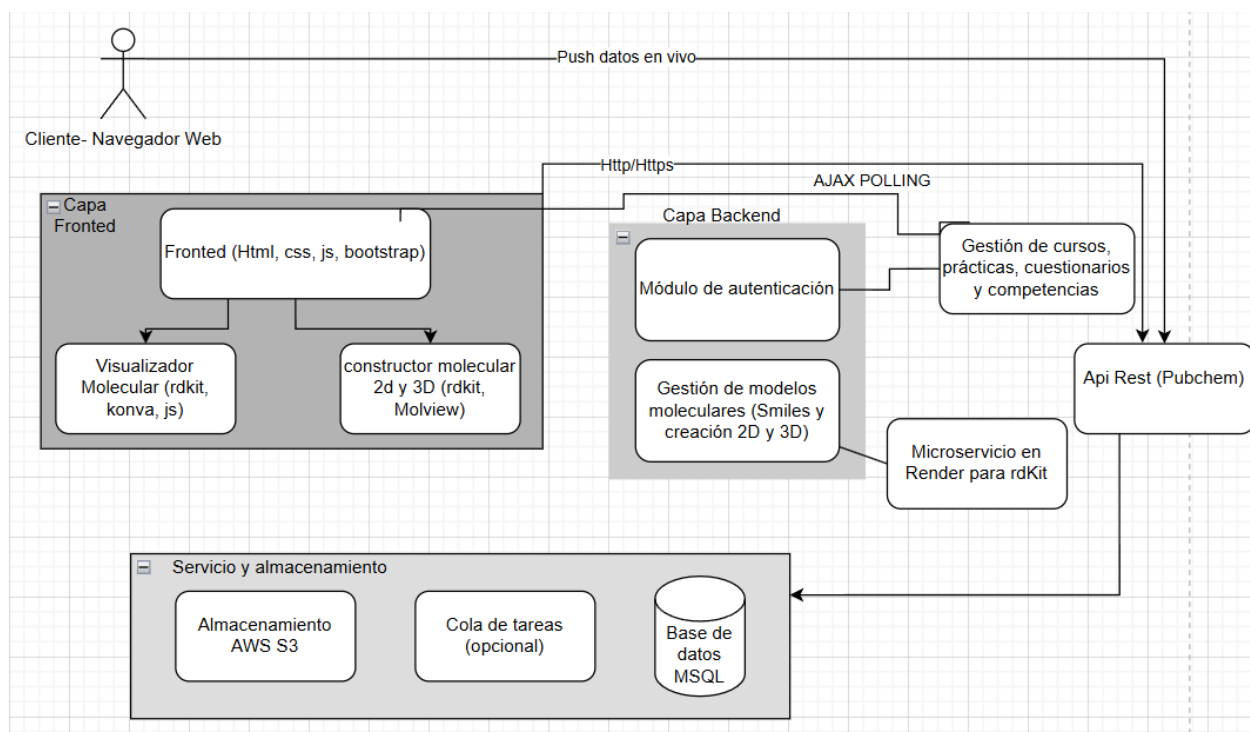 Push datos en vivo
Cliente- Navegador Web
Http/Https
AJAX POLLING
Capa
Fronted
Fronted (Html, css, js, bootstrap)
Visualizador
Molecular (rdkit,
konva, js)
constructor molecular
2d y 3D (rdkit,
Molview)
Capa Backend
Módulo de autenticación
Gestión de modelos
moleculares (Smiles y
creación 2D y 3D)
Gestión de cursos,
prácticas, cuestionarios
y competencias
Api Rest (Pubchem)
Microservicio en
Render para rdKit
Servicio y almacenamiento
Almacenamiento
AWS S3
Cola de tareas
(opcional)
Base de
datos
MSQL